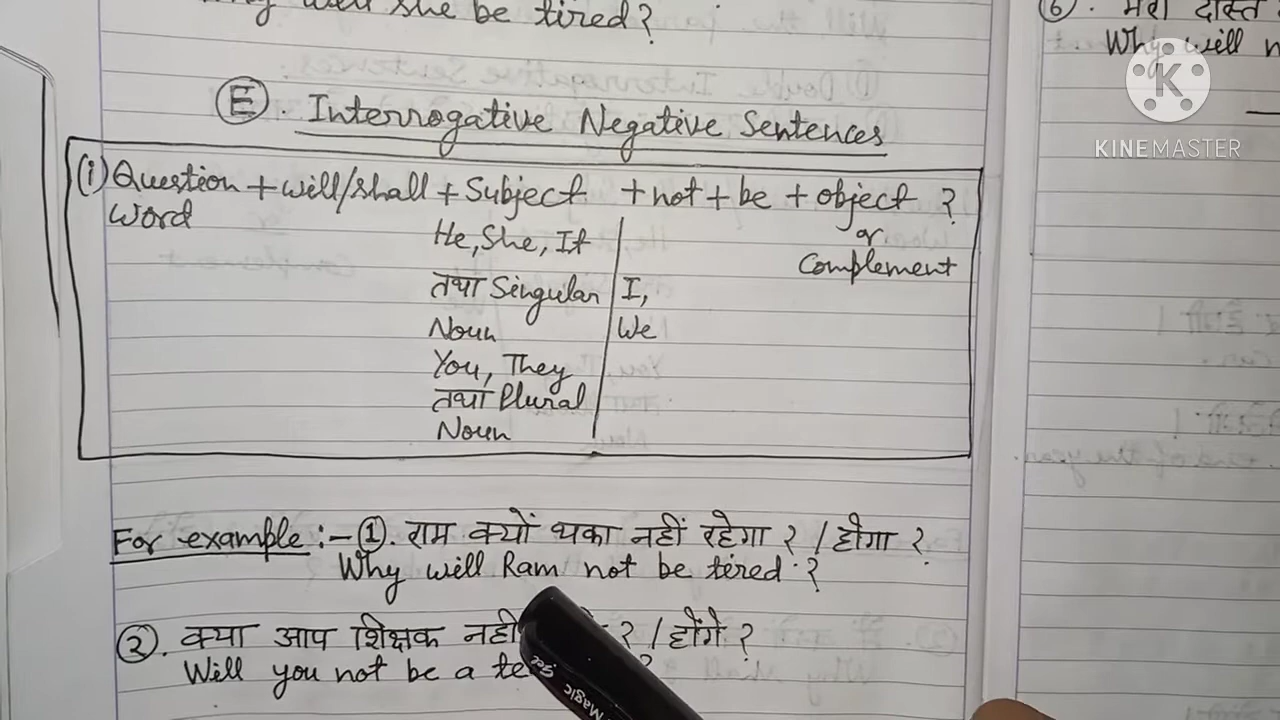 will she be tired?
(E). Interrogative Negative Sentences
(i) Question + will/shall + Subject + not + be + object ?
Word
He, She, It
or
Complement
तथा Singular
I,
Noun
We
You, They
तथा Plural
Noun
For example :- (1). राम क्यों थका नहीं रहेगा ? / होगा ?
Why will Ram not be tired ?
(2). क्या आप शिक्षक नहीं ? / होंगे ?
Will you not be a ?
(6). मेरा दोस्त
Why will
K
KINEMASTER
Magic